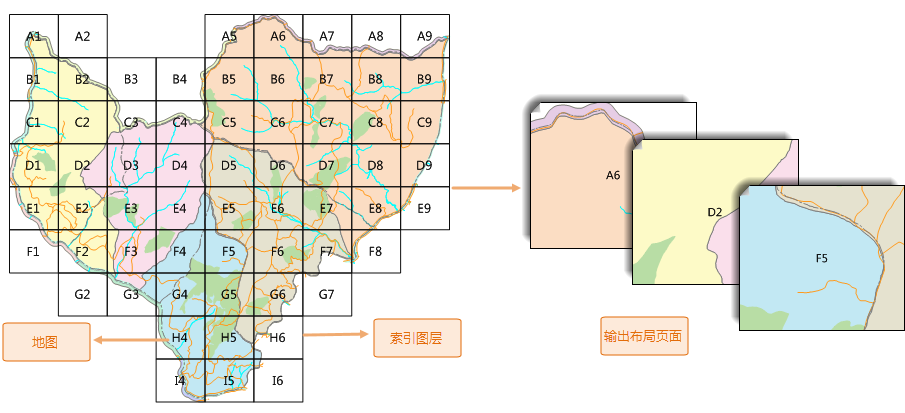 A1 A2 A5 A6 A7 A8 A9
B1 B2 B3 B4 B5 B6 B7 B8 B9
C1 C2 C3 C4 C5 C6 C7 C8 C9
D1 D2 D3 D4 D5 D6 D7 D8 D9
E1 E2 E3 E4 E5 E6 E7 E8 E9
F1 F2 F3 F4 F5 F6 F7 F8
G2 G3 G4 G5 G6 G7
H4 H5 H6
I4 I5 I6
地图
索引图层
A6
D2
F5
输出布局页面